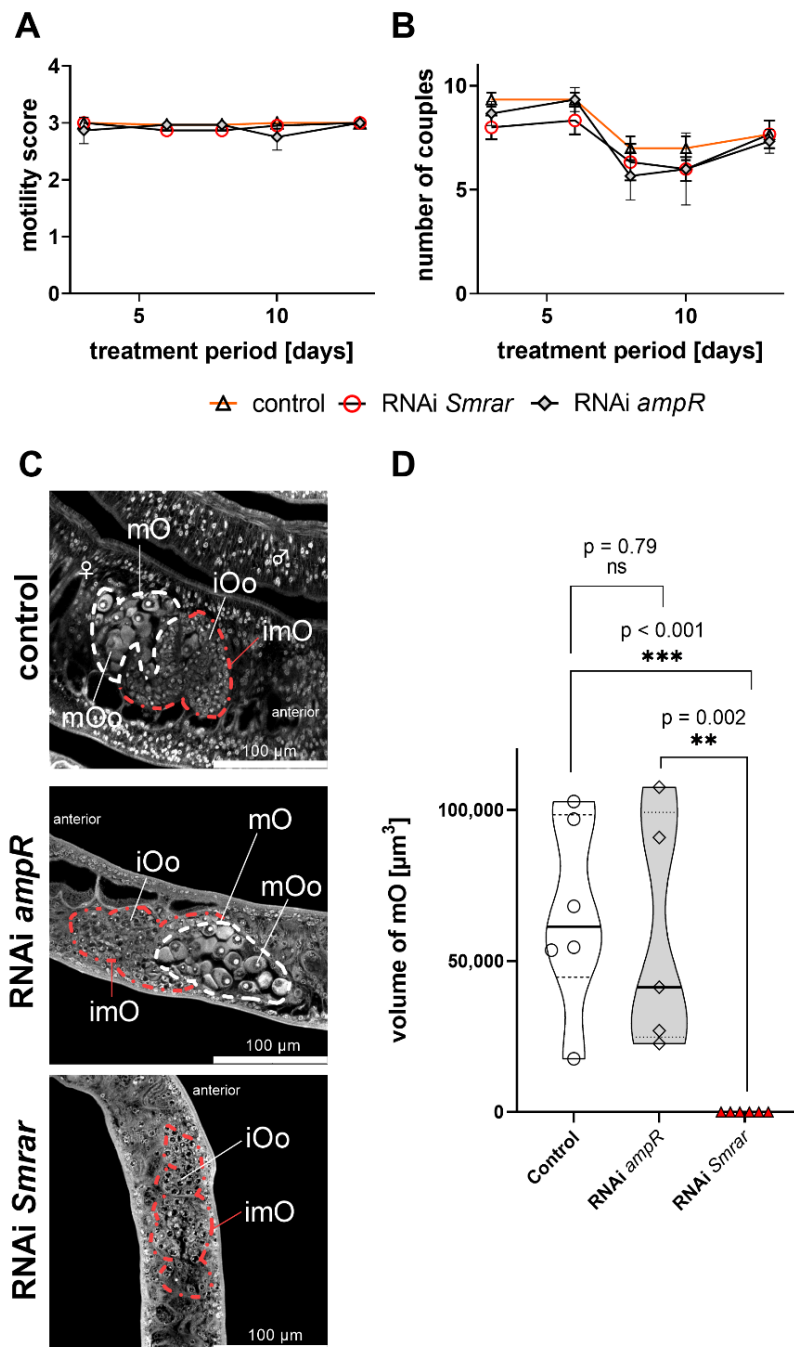 A
motility score
4
3
2
1
0
5
10
treatment period [days]
B
number of couples
10
5
0
5
10
treatment period [days]
control
RNAi Smrar
RNAi ampR
C
control
mO
♀
♂
iOo
imO
mOo
anterior
100 µm
RNAi ampR
anterior
mO
iOo
mOo
imO
100 µm
RNAi Smrar
anterior
iOo
imO
100 µm
D
p = 0.79
ns
p < 0.001
***
p = 0.002
**
volume of mO [µm³]
100,000
50,000
0
Control
RNAi ampR
RNAi Smrar